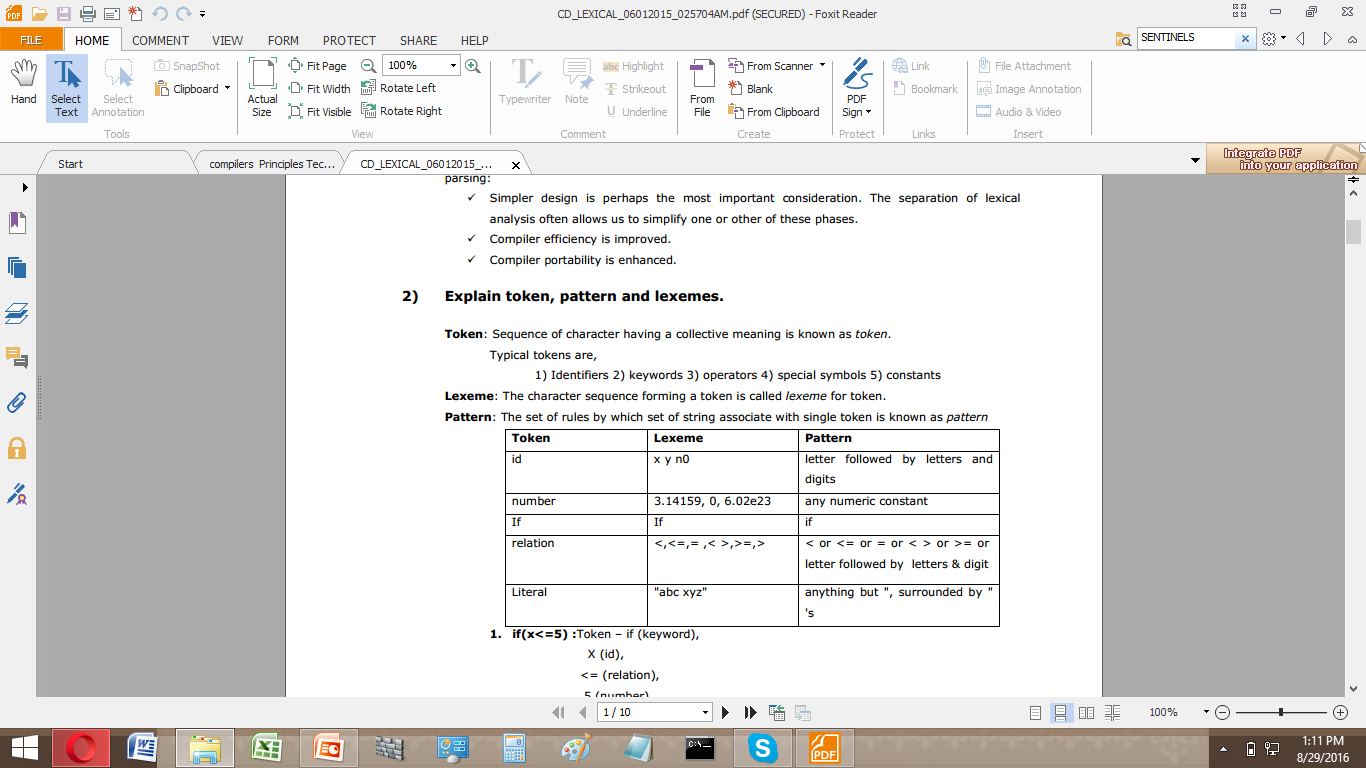 CD_LEXICAL_06012015_025704AM.pdf (SECURED) - Foxit Reader
FILE HOME COMMENT VIEW FORM PROTECT SHARE HELP SENTINELS
Hand
Select Text
Select Annotation
SnapShot
Clipboard
Tools
Actual Size
Fit Page
Fit Width
Fit Visible
100%
Rotate Left
Rotate Right
View
Typewriter
Note
abc Highlight
Strikeout
U Underline
Comment
From File
From Scanner
Blank
From Clipboard
Create
PDF Sign
Protect
Link
Bookmark
Links
File Attachment
Image Annotation
Audio & Video
Insert
Start compilers Principles Tec... CD_LEXICAL_06012015_...
Integrate PDF
into your application
parsing:
✓ Simpler design is perhaps the most important consideration. The separation of lexical
analysis often allows us to simplify one or other of these phases.
✓ Compiler efficiency is improved.
✓ Compiler portability is enhanced.
2) Explain token, pattern and lexemes.
Token: Sequence of character having a collective meaning is known as token.
Typical tokens are,
1) Identifiers 2) keywords 3) operators 4) special symbols 5) constants
Lexeme: The character sequence forming a token is called lexeme for token.
Pattern: The set of rules by which set of string associate with single token is known as pattern
Token Lexeme Pattern
id x y n0 letter followed by letters and
digits
number 3.14159, 0, 6.02e23 any numeric constant
If If if
relation <,<=,= ,< >,>=,> < or <= or = or < > or >= or
letter followed by letters & digit
Literal "abc xyz" anything but ", surrounded by "
's
1. if(x<=5) :Token – if (keyword),
X (id),
<= (relation),
5 (number)
1 / 10
100%
C:\_
PDF
1:11 PM
8/29/2016